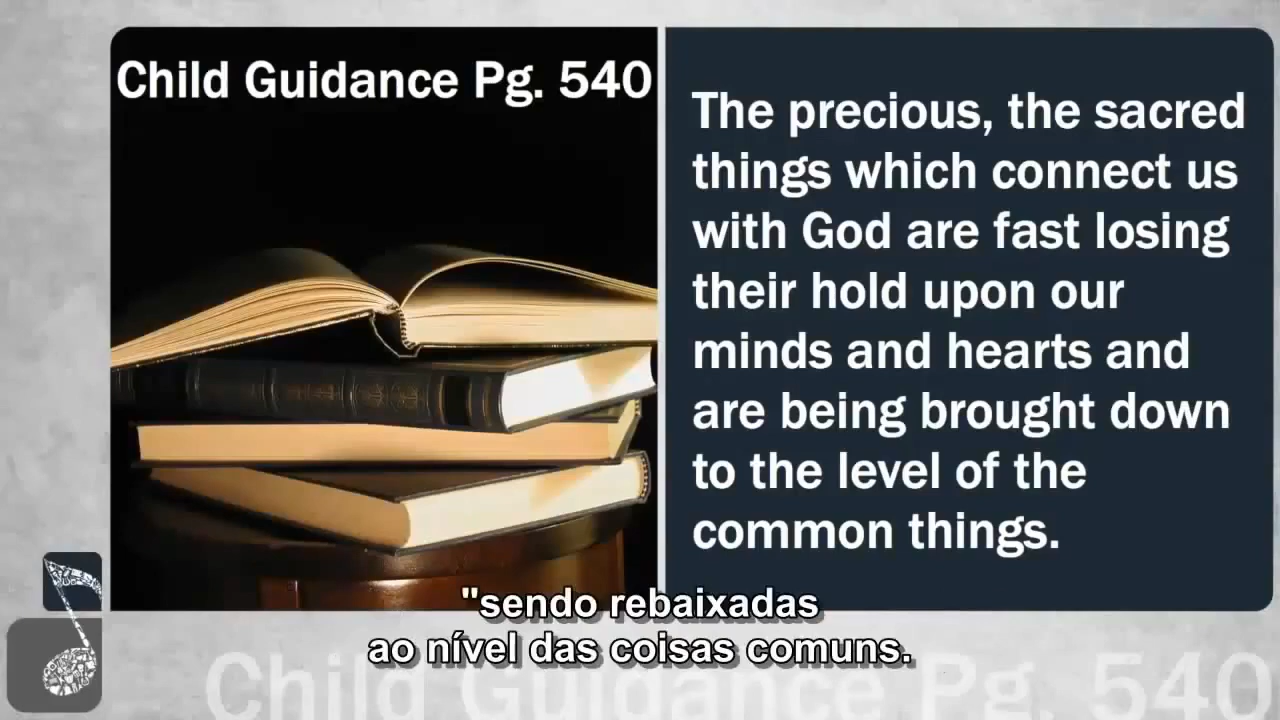 Child Guidance Pg. 540
The precious, the sacred
things which connect us
with God are fast losing
their hold upon our
minds and hearts and
are being brought down
to the level of the
common things.
"sendo rebaixadas
ao nível das coisas comuns.
Child Guidance Pg. 540